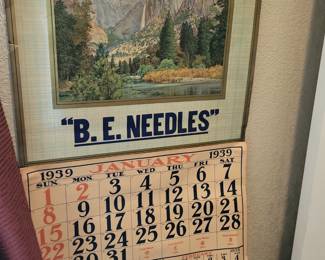 "B. E. NEEDLES"
1939 JANUARY 1939
SUN MON TUE WED THU FRI SAT
1 2 3 4 5 6 7
8 9 10 11 12 13 14
15 16 17 18 19 20 21
22 23 24 25 26 27 28
29 30 31